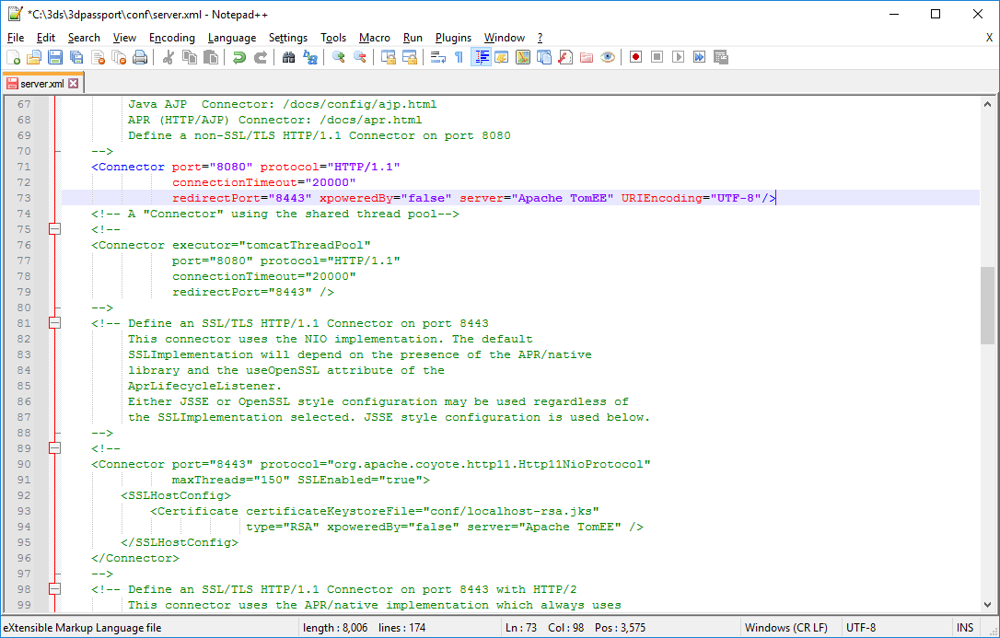 *C:\3ds\3dpassport\conf\server.xml - Notepad++
File Edit Search View Encoding Language Settings Tools Macro Run Plugins Window ? X
server.xml
67 Java AJP  Connector: /docs/config/ajp.html
68 APR (HTTP/AJP) Connector: /docs/apr.html
69 Define a non-SSL/TLS HTTP/1.1 Connector on port 8080
70 -->
71 <Connector port="8080" protocol="HTTP/1.1"
72 connectionTimeout="20000"
73 redirectPort="8443" xpoweredBy="false" server="Apache TomEE" URIEncoding="UTF-8"/>
74 <!-- A "Connector" using the shared thread pool-->
75 <!--
76 <Connector executor="tomcatThreadPool"
77 port="8080" protocol="HTTP/1.1"
78 connectionTimeout="20000"
79 redirectPort="8443" />
80 -->
81 <!-- Define an SSL/TLS HTTP/1.1 Connector on port 8443
82 This connector uses the NIO implementation. The default
83 SSLImplementation will depend on the presence of the APR/native
84 library and the useOpenSSL attribute of the
85 AprLifecycleListener.
86 Either JSSE or OpenSSL style configuration may be used regardless of
87 the SSLImplementation selected. JSSE style configuration is used below.
88 -->
89 <!--
90 <Connector port="8443" protocol="org.apache.coyote.http11.Http11NioProtocol"
91 maxThreads="150" SSLEnabled="true">
92 <SSLHostConfig>
93 <Certificate certificateKeystoreFile="conf/localhost-rsa.jks"
94 type="RSA" xpoweredBy="false" server="Apache TomEE" />
95 </SSLHostConfig>
96 </Connector>
97 -->
98 <!-- Define an SSL/TLS HTTP/1.1 Connector on port 8443 with HTTP/2
99 This connector uses the APR/native implementation which always uses
eXtensible Markup Language file length : 8,006 lines : 174 Ln : 73 Col : 98 Pos : 3,575 Windows (CR LF) UTF-8 INS